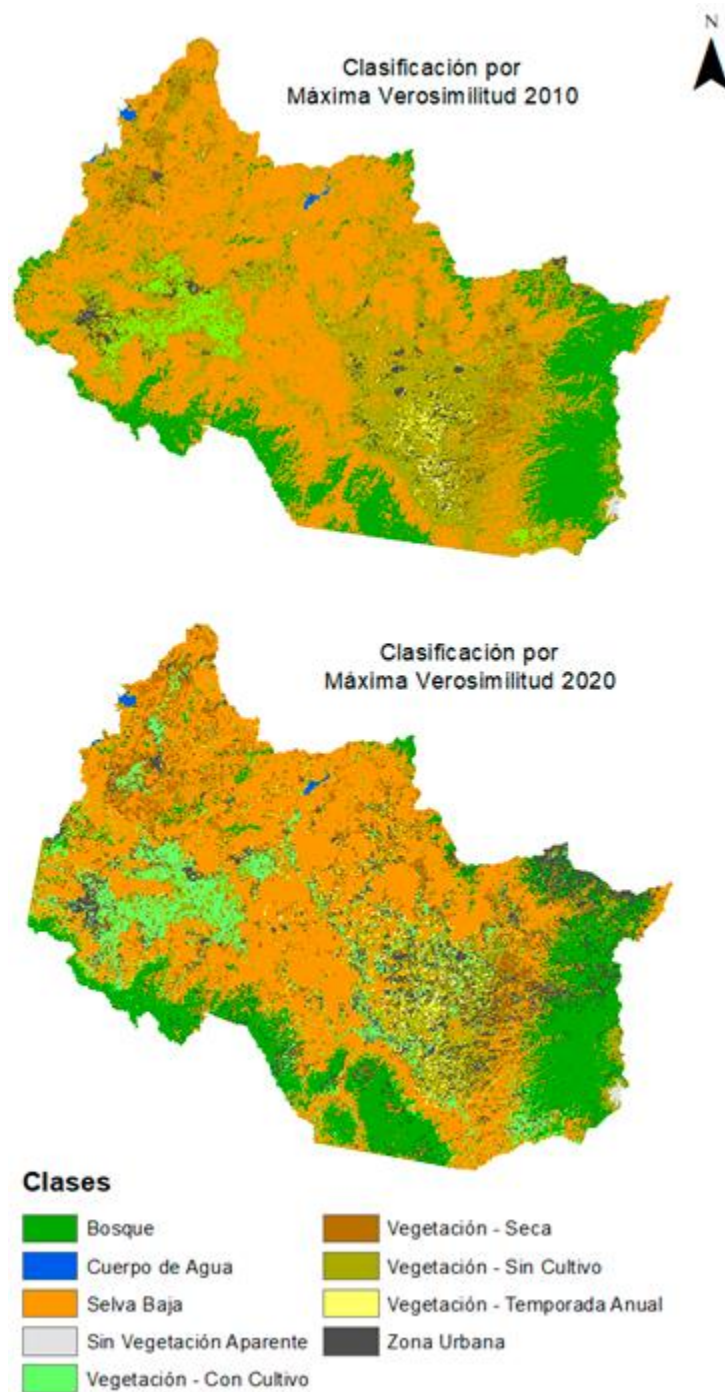 N
Clasificación por
Máxima Verosimilitud 2010
Clasificación por
Máxima Verosimilitud 2020
Clases
Bosque
Cuerpo de Agua
Selva Baja
Sin Vegetación Aparente
Vegetación - Con Cultivo
Vegetación - Seca
Vegetación - Sin Cultivo
Vegetación - Temporada Anual
Zona Urbana